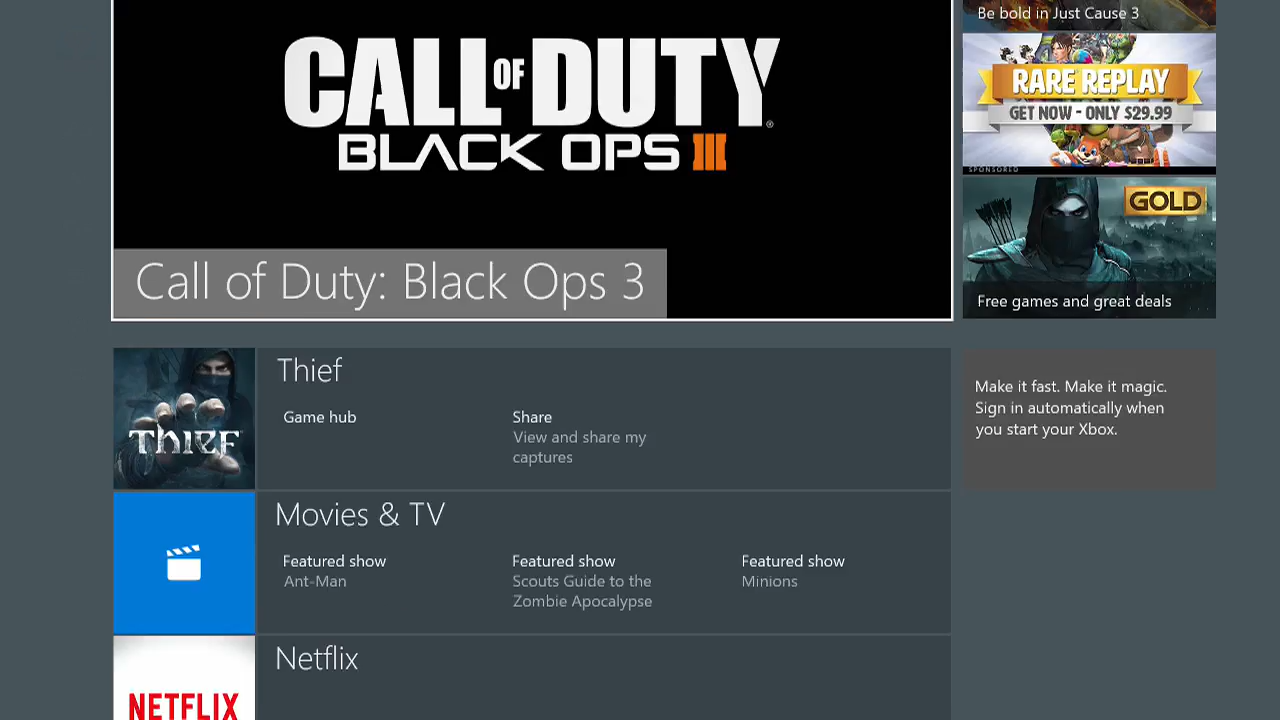 CALL OF DUTY®
BLACK OPS III
Call of Duty: Black Ops 3
Be bold in Just Cause 3
RARE REPLAY
GET NOW - ONLY $29.99
SPONSORED
GOLD
Free games and great deals
THIEF
Thief
Game hub
Share
View and share my
captures
Make it fast. Make it magic.
Sign in automatically when
you start your Xbox.
Movies & TV
Featured show
Ant-Man
Featured show
Scouts Guide to the
Zombie Apocalypse
Featured show
Minions
NETFLIX
Netflix